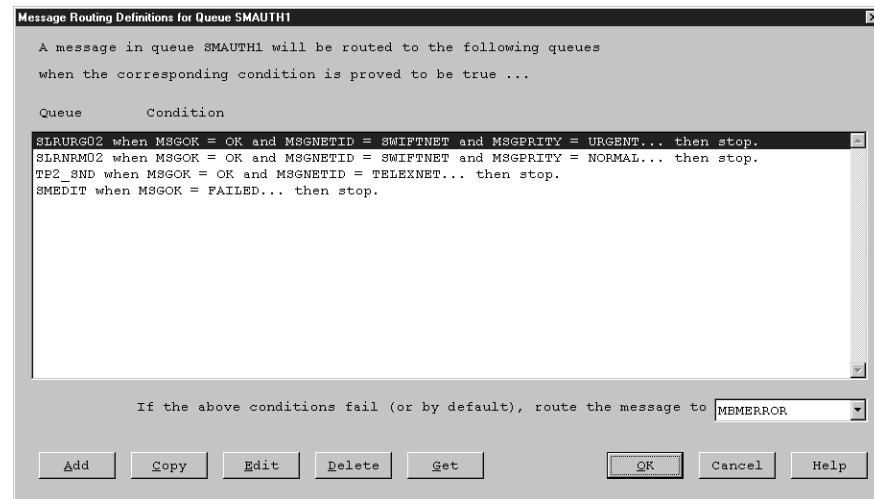 Message Routing Definitions for Queue SMAUTH1
A message in queue SMAUTH1 will be routed to the following queues
when the corresponding condition is proved to be true ...
Queue Condition
SLRURG02 when MSGOK = OK and MSGNETID = SWIFTNET and MSGPRITY = URGENT... then stop.
SLRNRM02 when MSGOK = OK and MSGNETID = SWIFTNET and MSGPRITY = NORMAL... then stop.
TP2_SND when MSGOK = OK and MSGNETID = TELEXNET... then stop.
SMEDIT when MSGOK = FAILED... then stop.
If the above conditions fail (or by default), route the message to MBMERROR
Add Copy Edit Delete Get OK Cancel Help